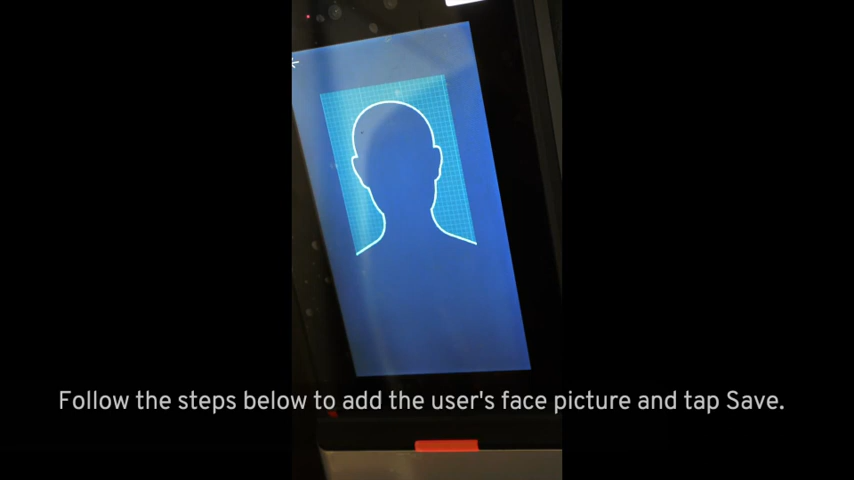 Follow the steps below to add the user's face picture and tap Save.